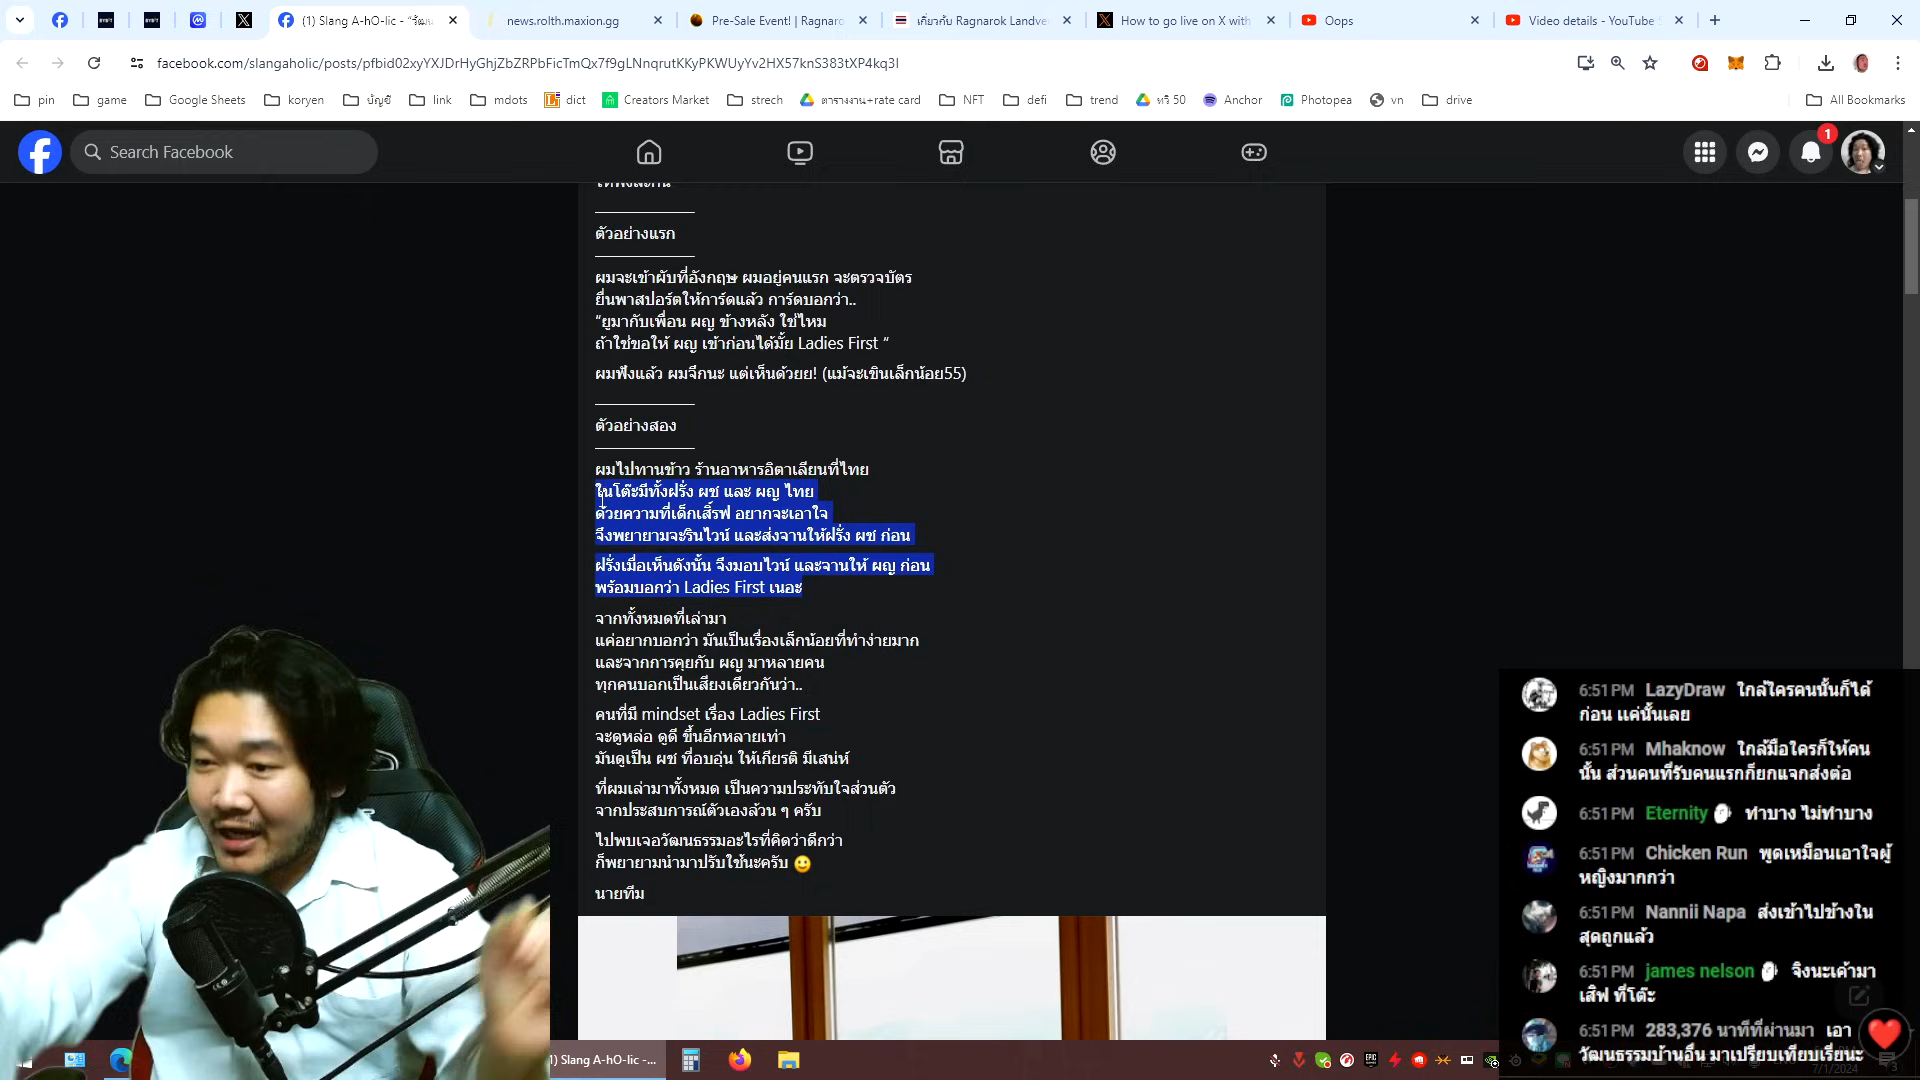 (1) Slang A-hO-lic - “วัฒน
news.rolth.maxion.gg
Pre-Sale Event! | Ragnaro
เกี่ยวกับ Ragnarok Landver
How to go live on X with
Oops
Video details - YouTube S
facebook.com/slangaholic/posts/pfbid02xyYXJDrHyGhjZbZRPbFicTmQx7f9gLNnqrutKKyPKWUyYv2HX57knS383tXP4kq3l
pin
game
Google Sheets
koryen
บัญชี
link
mdots
dict
Creators Market
strech
ตารางงาน+rate card
NFT
defi
trend
ทริ 50
Anchor
Photopea
vn
drive
All Bookmarks
Search Facebook
1
ตัวอย่างแรก
ผมจะเข้าผับที่อังกฤษ ผมอยู่คนแรก จะตรวจบัตร
ยื่นพาสปอร์ตให้การ์ดแล้ว การ์ดบอกว่า..
“ยูมากับเพื่อน ผญ ข้างหลัง ใช่ไหม
ถ้าใช่ขอให้ ผญ เข้าก่อนได้มั้ย Ladies First “
ผมฟังแล้ว ผมจึกนะ แต่เห็นด้วยย! (แม้จะเขินเล็กน้อย55)
ตัวอย่างสอง
ผมไปทานข้าว ร้านอาหารอิตาเลียนที่ไทย
ในโต๊ะมีทั้งฝรั่ง ผช และ ผญ ไทย
ด้วยความที่เด็กเสิ์รฟ อยากจะเอาใจ
จึงพยายามจะรินไวน์ และส่งจานให้ฝรั่ง ผช ก่อน
ฝรั่งเมื่อเห็นดังนั้น จึงมอบไวน์ และจานให้ ผญ ก่อน
พร้อมบอกว่า Ladies First เนอะ
จากทั้งหมดที่เล่ามา
แค่อยากบอกว่า มันเป็นเรื่องเล็กน้อยที่ทำง่ายมาก
และจากการคุยกับ ผญ มาหลายคน
ทุกคนบอกเป็นเสียงเดียวกันว่า..
คนที่มี mindset เรื่อง Ladies First
จะดูหล่อ ดูดี ขึ้นอีกหลายเท่า
มันดูเป็น ผช ที่อบอุ่น ให้เกียรติ มีเสน่ห์
ที่ผมเล่ามาทั้งหมด เป็นความประทับใจส่วนตัว
จากประสบการณ์ตัวเองล้วน ๆ ครับ
ไปพบเจอวัฒนธรรมอะไรที่คิดว่าดีกว่า
ก็พยายามนำมาปรับใช้นะครับ 🙂
นายทีม
6:51 PM LazyDraw ใกล้ใครคนนั้นก็ได้
ก่อน แค่นั้นเลย
6:51 PM Mhaknow ใกล้มือใครก็ให้คน
นั้น ส่วนคนที่รับคนแรกก็ยกแจกส่งต่อ
6:51 PM Eternity ทำบาง ไม่ทำบาง
6:51 PM Chicken Run พูดเหมือนเอาใจผู้
หญิงมากกว่า
6:51 PM Nannii Napa ส่งเข้าไปข้างใน
สุดถูกแล้ว
6:51 PM james nelson จิงนะเค้ามา
เสิฟ ที่โต๊ะ
6:51 PM 283,376 นาทีที่ผ่านมา เอา
วัฒนธรรมบ้านอื่น มาเปรียบเทียบเรี่ยนะ
1) Slang A-hO-lic -...
7/1/2024